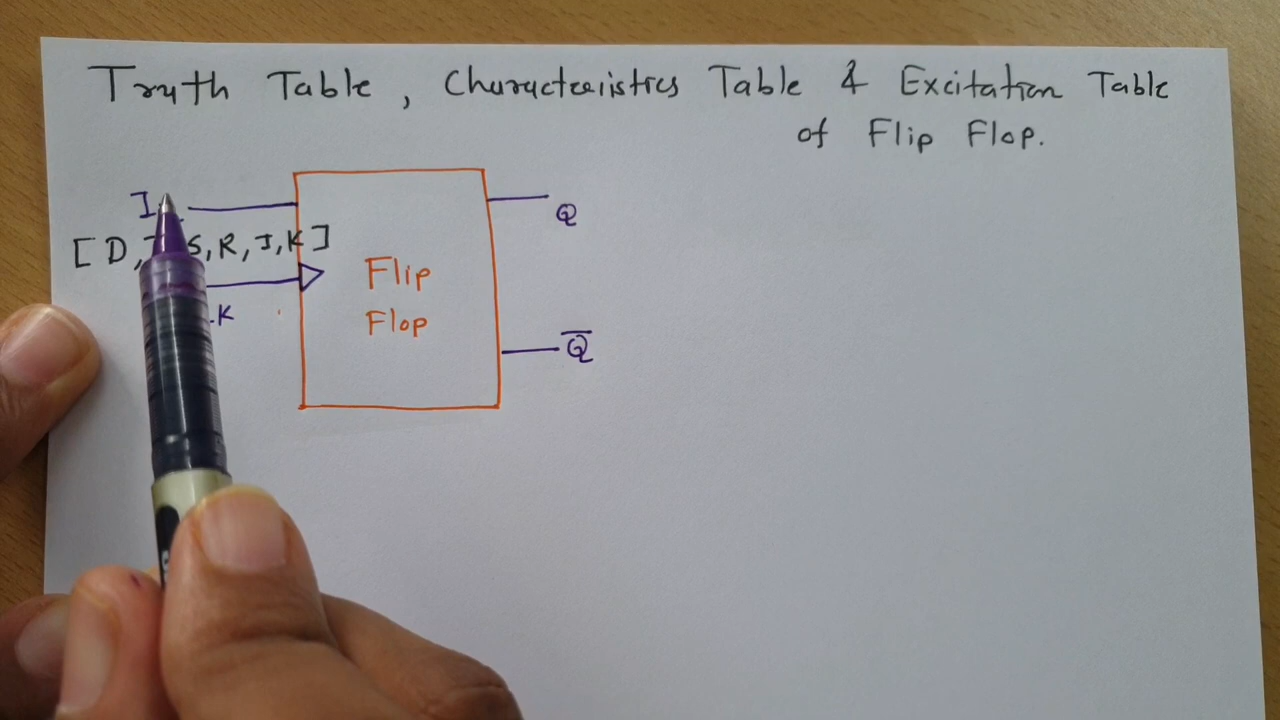 Truth Table, Characteristics Table & Excitation Table
of Flip Flop.
Q
[D, S, R, J, K]
Flip
Flop
Q̅